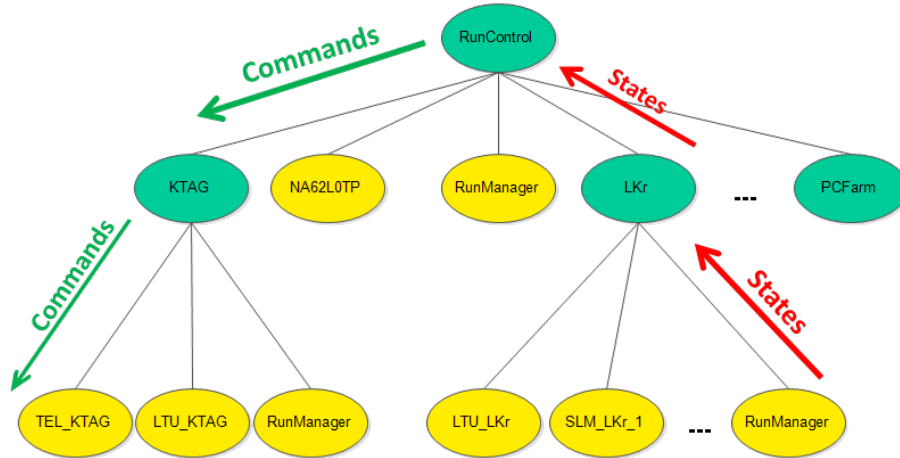 RunControl
Commands
States
KTAG
NA62L0TP
RunManager
LKr
---
PCFarm
Commands
States
TEL_KTAG
LTU_KTAG
RunManager
LTU_LKr
SLM_LKr_1
---
RunManager